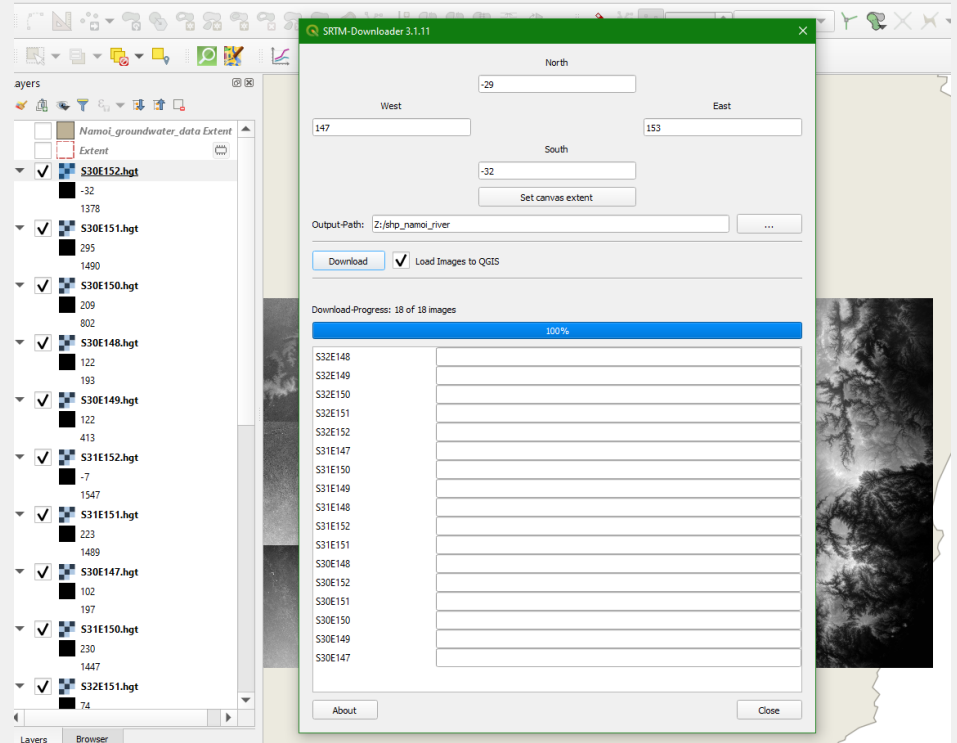 SRTM-Downloader 3.1.11
North
-29
West
East
147
153
South
-32
Set canvas extent
Output-Path: Z:/shp_namoi_river ...
Download Load Images to QGIS
Download-Progress: 18 of 18 images
100%
S32E148
S32E149
S32E150
S32E151
S32E152
S31E147
S31E150
S31E149
S31E148
S31E152
S31E151
S30E148
S30E152
S30E151
S30E150
S30E149
S30E147
About Close
ayers
Namoi_groundwater_data Extent
Extent
S30E152.hgt
-32
1378
S30E151.hgt
295
1490
S30E150.hgt
209
802
S30E148.hgt
122
193
S30E149.hgt
122
413
S31E152.hgt
-7
1547
S31E151.hgt
223
1489
S30E147.hgt
102
197
S31E150.hgt
230
1447
S32E151.hgt
74
Layers Browser